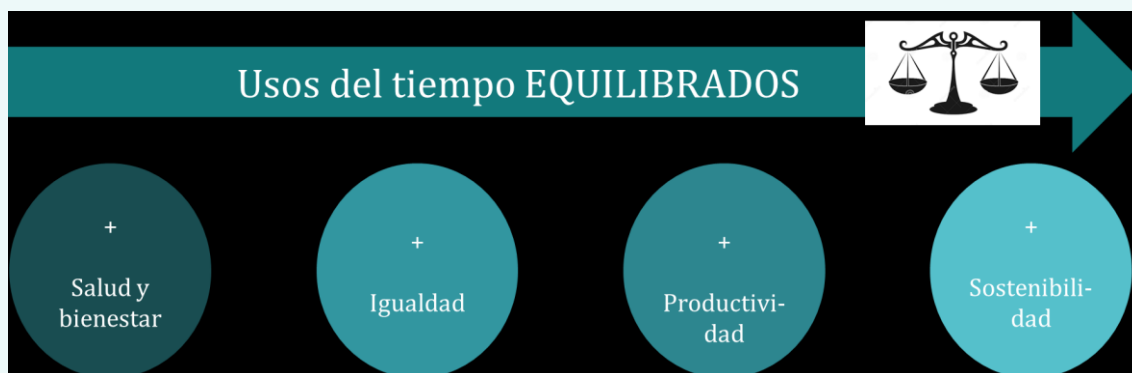 Usos del tiempo EQUILIBRADOS
+
Salud y
bienestar
+
Igualdad
+
Productivi-
dad
+
Sostenibili-
dad